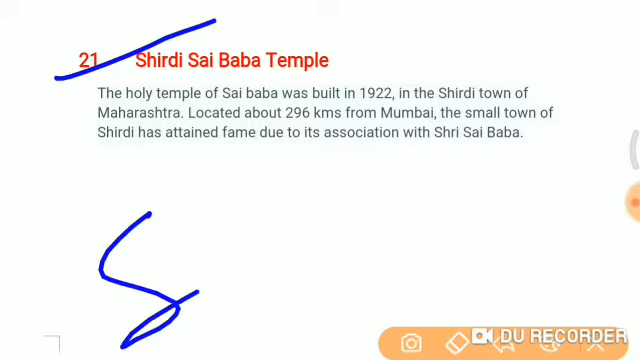 21 Shirdi Sai Baba Temple
The holy temple of Sai baba was built in 1922, in the Shirdi town of
Maharashtra. Located about 296 kms from Mumbai, the small town of
Shirdi has attained fame due to its association with Shri Sai Baba.
DU RECORDER